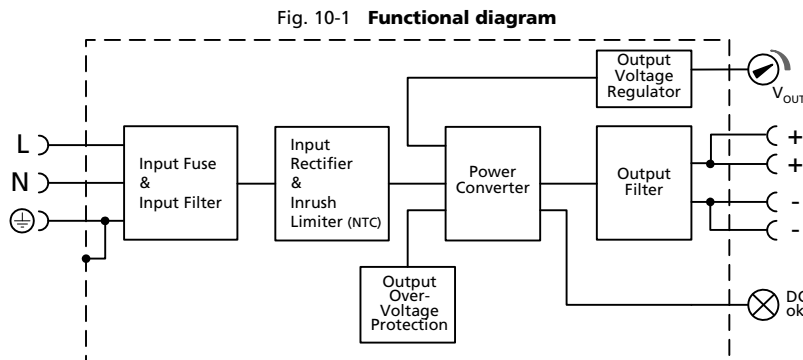 Fig. 10-1 Functional diagram
Output
Voltage
Regulator
V_OUT
L
N
Input Fuse
&
Input Filter
Input
Rectifier
&
Inrush
Limiter (NTC)
Power
Converter
Output
Filter
+
+
-
-
Output
Over-
Voltage
Protection
DC
ok